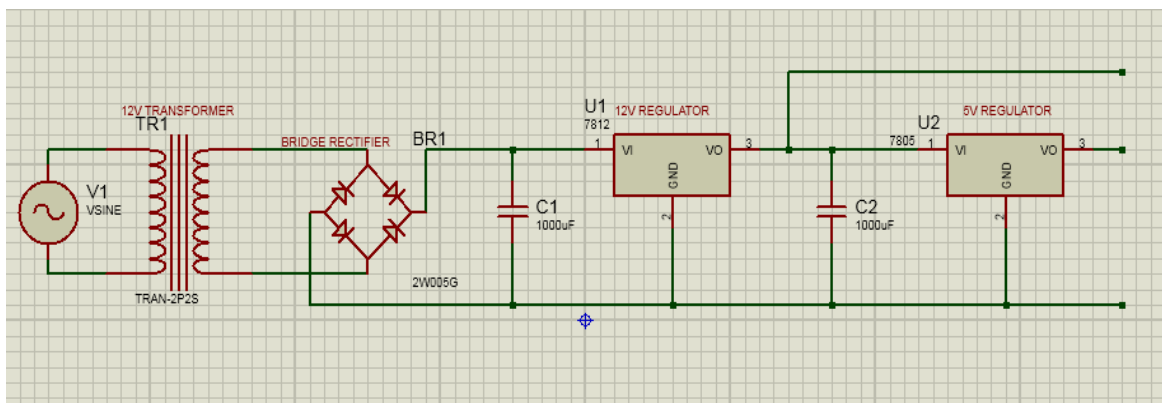 12V TRANSFORMER
TR1
V1
VSINE
TRAN-2P2S
BRIDGE RECTIFIER
BR1
2W005G
C1
1000uF
U1
12V REGULATOR
7812
1
VI
VO
3
GND
2
C2
1000uF
U2
5V REGULATOR
7805
1
VI
VO
3
GND
2